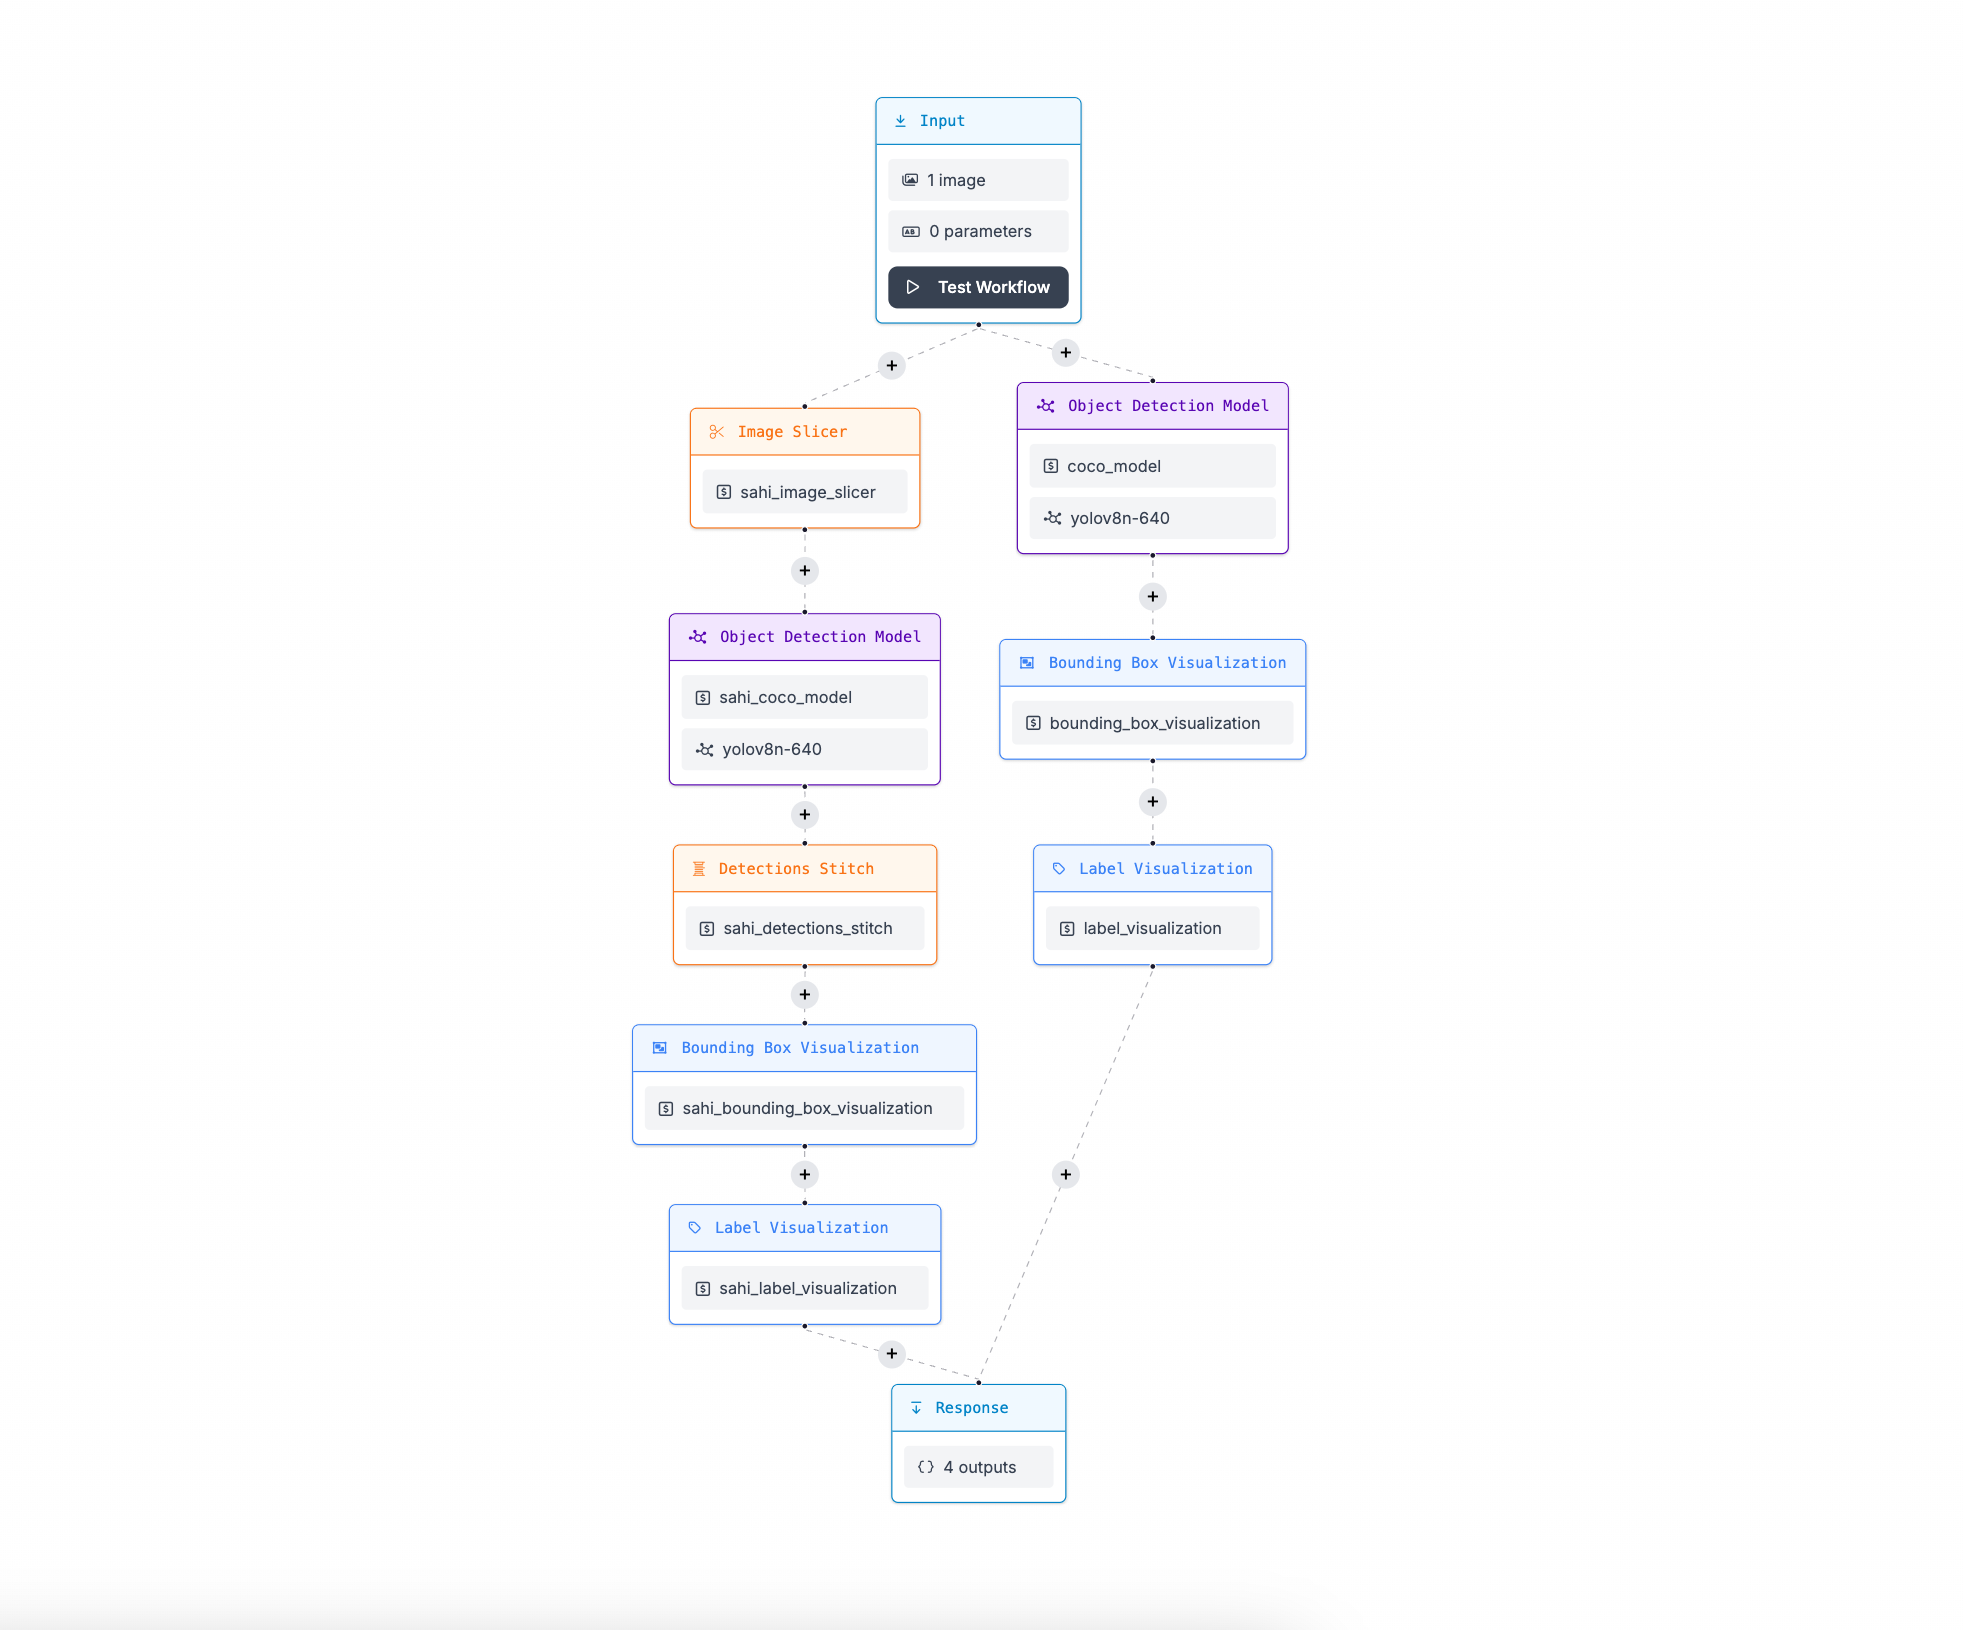 Input
1 image
0 parameters
Test Workflow
Image Slicer
sahi_image_slicer
Object Detection Model
sahi_coco_model
yolov8n-640
Detections Stitch
sahi_detections_stitch
Bounding Box Visualization
sahi_bounding_box_visualization
Label Visualization
sahi_label_visualization
Object Detection Model
coco_model
yolov8n-640
Bounding Box Visualization
bounding_box_visualization
Label Visualization
label_visualization
Response
4 outputs